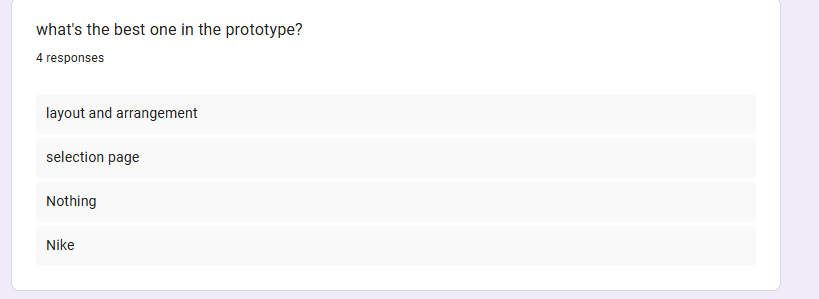 what's the best one in the prototype?
4 responses
layout and arrangement
selection page
Nothing
Nike